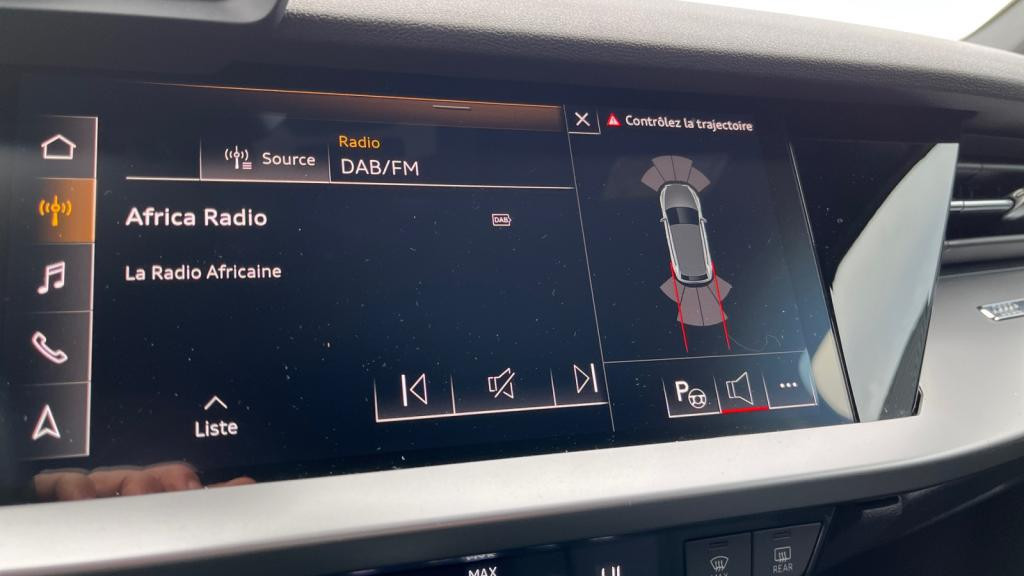 Radio
Source
DAB/FM
Contrôlez la trajectoire
Africa Radio
DAB
La Radio Africaine
Liste
P
...
MAX
REAR